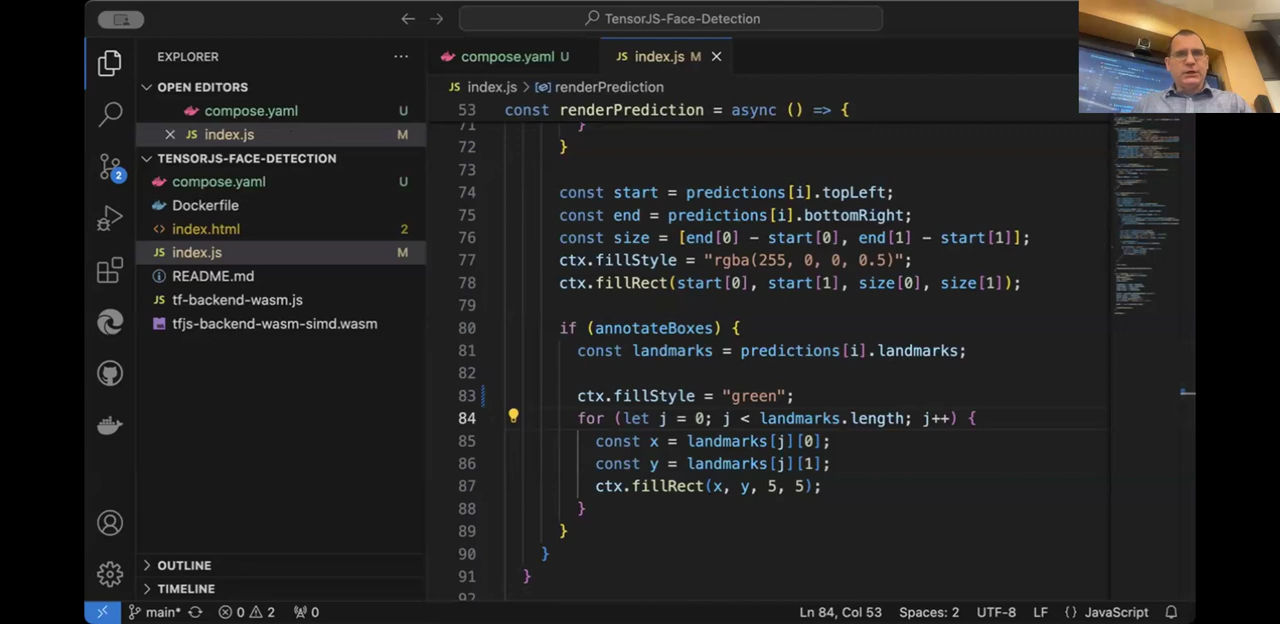 TensorJS-Face-Detection
EXPLORER
compose.yaml U
JS index.js M
OPEN EDITORS
JS index.js > renderPrediction
compose.yaml U
53 const renderPrediction = async () => {
JS index.js M
71 }
72 }
TENSORJS-FACE-DETECTION
73
compose.yaml U
74 const start = predictions[i].topLeft;
Dockerfile
75 const end = predictions[i].bottomRight;
index.html 2
76 const size = [end[0] - start[0], end[1] - start[1]];
JS index.js M
77 ctx.fillStyle = "rgba(255, 0, 0, 0.5)";
README.md
78 ctx.fillRect(start[0], start[1], size[0], size[1]);
JS tf-backend-wasm.js
79
tfjs-backend-wasm-simd.wasm
80 if (annotateBoxes) {
81 const landmarks = predictions[i].landmarks;
82
83 ctx.fillStyle = "green";
84 for (let j = 0; j < landmarks.length; j++) {
85 const x = landmarks[j][0];
86 const y = landmarks[j][1];
87 ctx.fillRect(x, y, 5, 5);
88 }
89 }
90 }
91 }
2
OUTLINE
TIMELINE
main* 0 2 0 Ln 84, Col 53 Spaces: 2 UTF-8 LF {} JavaScript